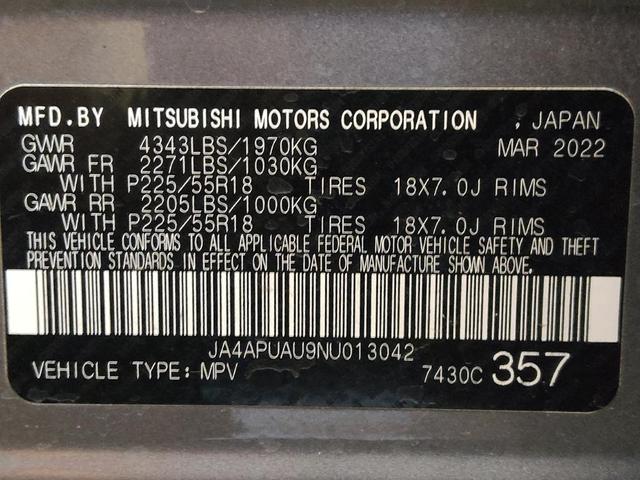 MFD.BY MITSUBISHI MOTORS CORPORATION , JAPAN
GVWR 4343LBS/1970KG MAR 2022
GAWR FR 2271LBS/1030KG
WITH P225/55R18 TIRES 18X7.0J RIMS
GAWR RR 2205LBS/1000KG
WITH P225/55R18 TIRES 18X7.0J RIMS
THIS VEHICLE CONFORMS TO ALL APPLICABLE FEDERAL MOTOR VEHICLE SAFETY AND THEFT
PREVENTION STANDARDS IN EFFECT ON THE DATE OF MANUFACTURE SHOWN ABOVE.
JA4APUAU9NU013042
VEHICLE TYPE:MPV 7430C 357